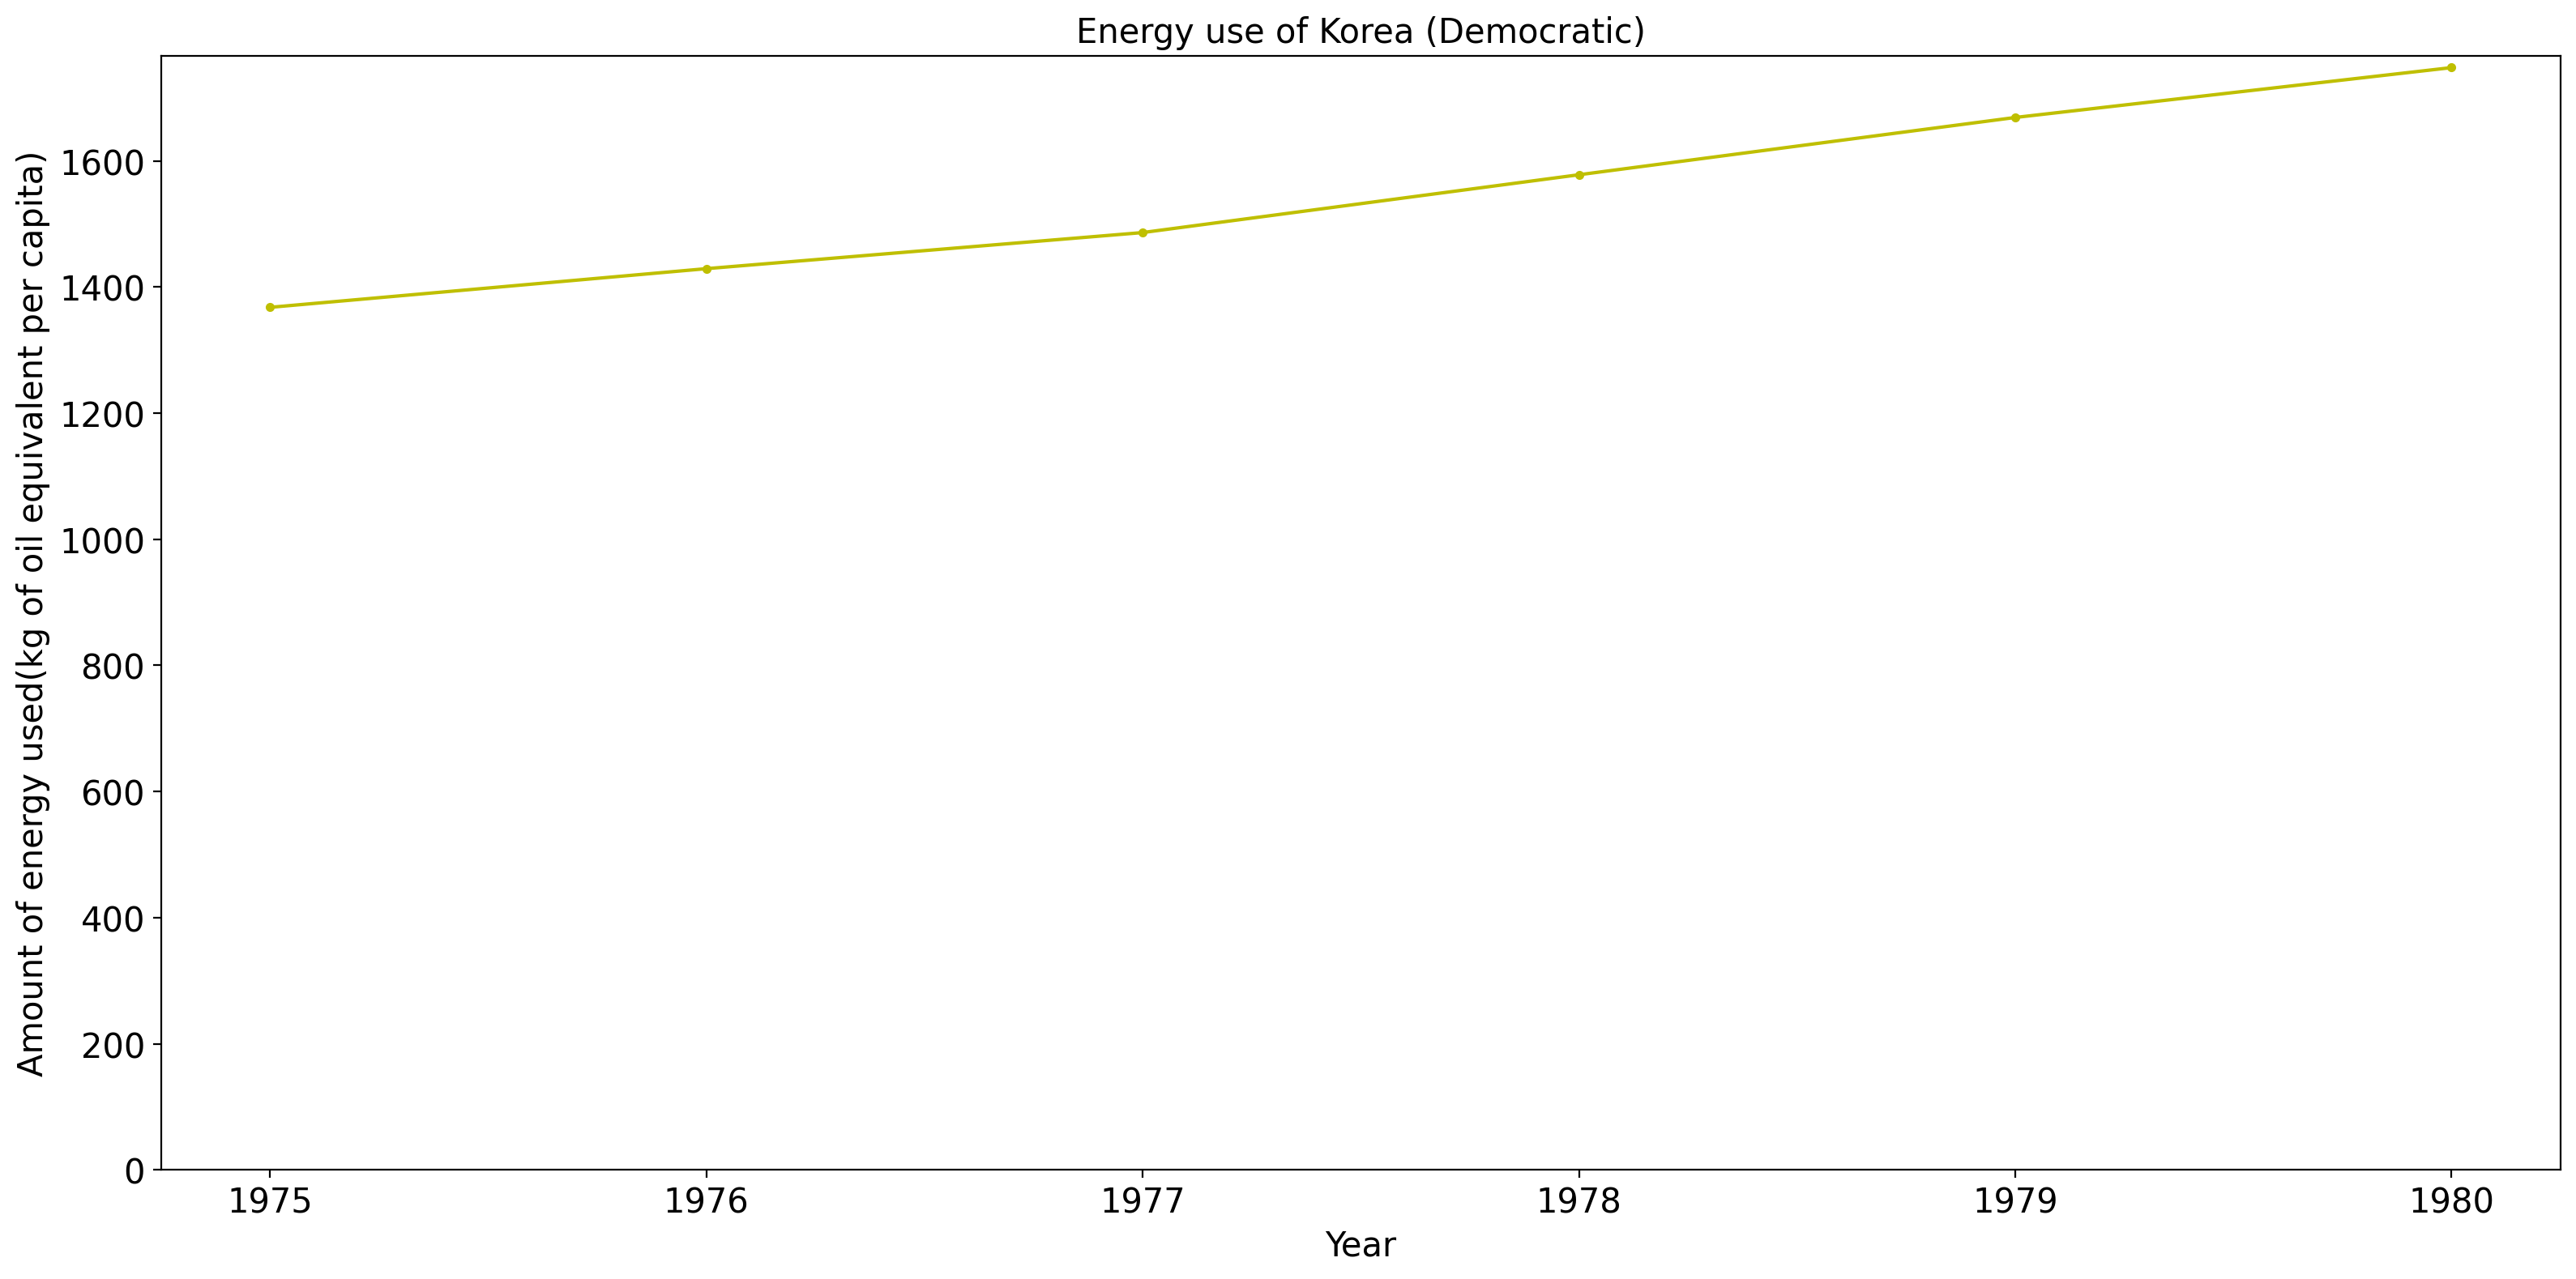 Energy use of Korea (Democratic)
Amount of energy used(kg of oil equivalent per capita)
1600
1400
1200
1000
800
600
400
200
0
1975 1976 1977 1978 1979 1980
Year